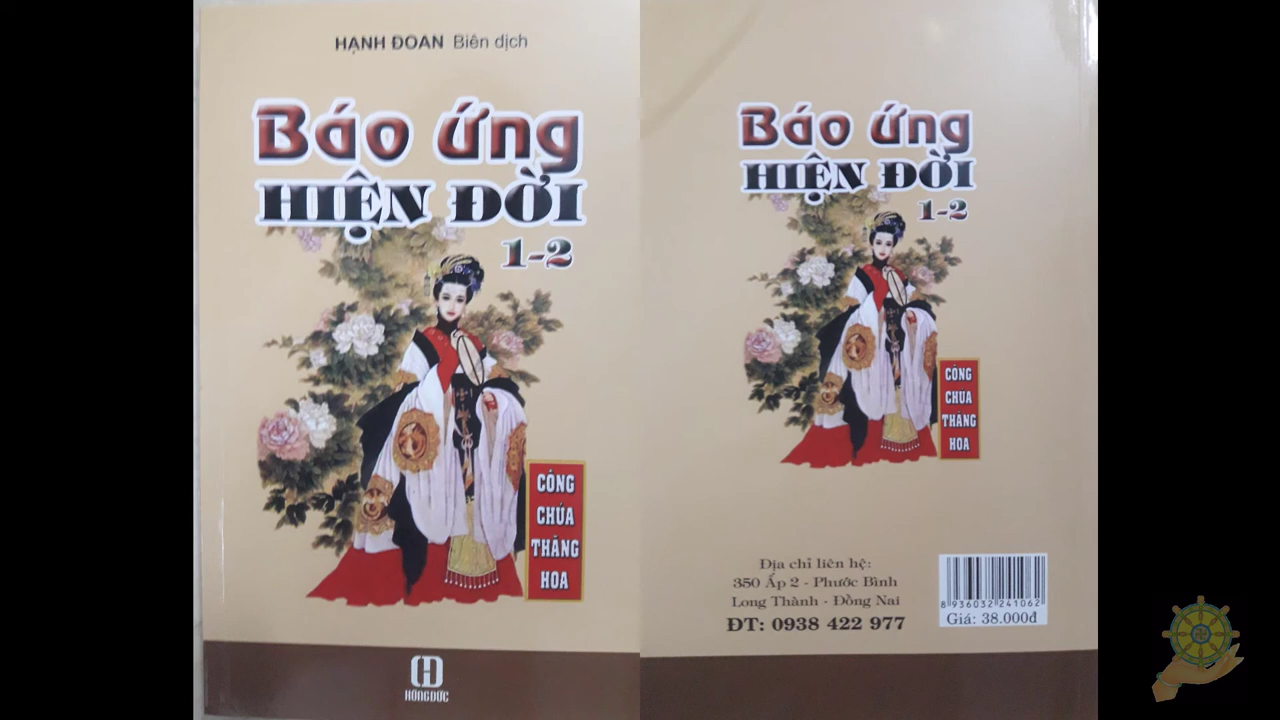 HẠNH ĐOAN Biên dịch
Báo ứng
HIỆN ĐỜI
1-2
CÔNG
CHÚA
THĂNG
HOA
HỒNG ĐỨC
Báo ứng
HIỆN ĐỜI
1-2
CÔNG
CHÚA
THĂNG
HOA
Địa chỉ liên hệ:
350 Ấp 2 - Phước Bình
Long Thành - Đồng Nai
ĐT: 0938 422 977
8 936032 241062
Giá: 38.000đ